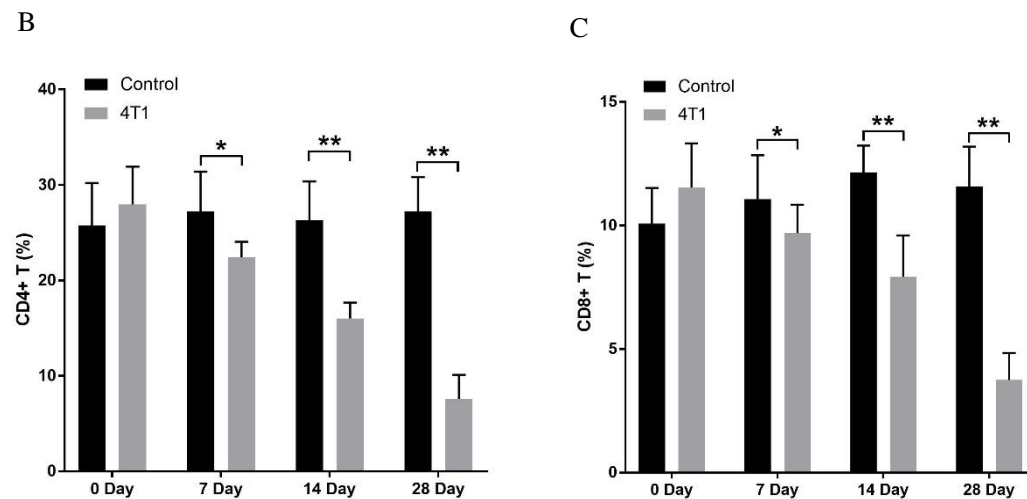 B
Control
4T1
CD4+ T (%)
40
30
20
10
0
*
**
**
0 Day
7 Day
14 Day
28 Day
C
Control
4T1
CD8+ T (%)
15
10
5
0
*
**
**
0 Day
7 Day
14 Day
28 Day